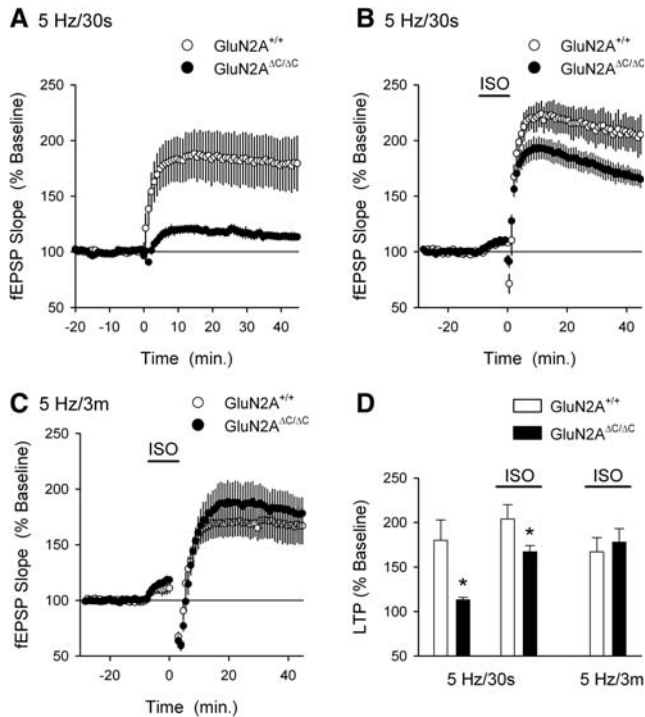 A 5 Hz/30s
GluN2A+/+
GluN2AΔC/ΔC
fEPSP Slope (% Baseline)
250
200
150
100
50
-20 -10 0 10 20 30 40
Time (min.)
B 5 Hz/30s
GluN2A+/+
GluN2AΔC/ΔC
ISO
fEPSP Slope (% Baseline)
250
200
150
100
50
-20 0 20 40
Time (min.)
C 5 Hz/3m
GluN2A+/+
GluN2AΔC/ΔC
ISO
fEPSP Slope (% Baseline)
250
200
150
100
50
-20 0 20 40
Time (min.)
D
GluN2A+/+
GluN2AΔC/ΔC
ISO ISO
LTP (% Baseline)
250
200
150
100
50
* *
5 Hz/30s 5 Hz/3m